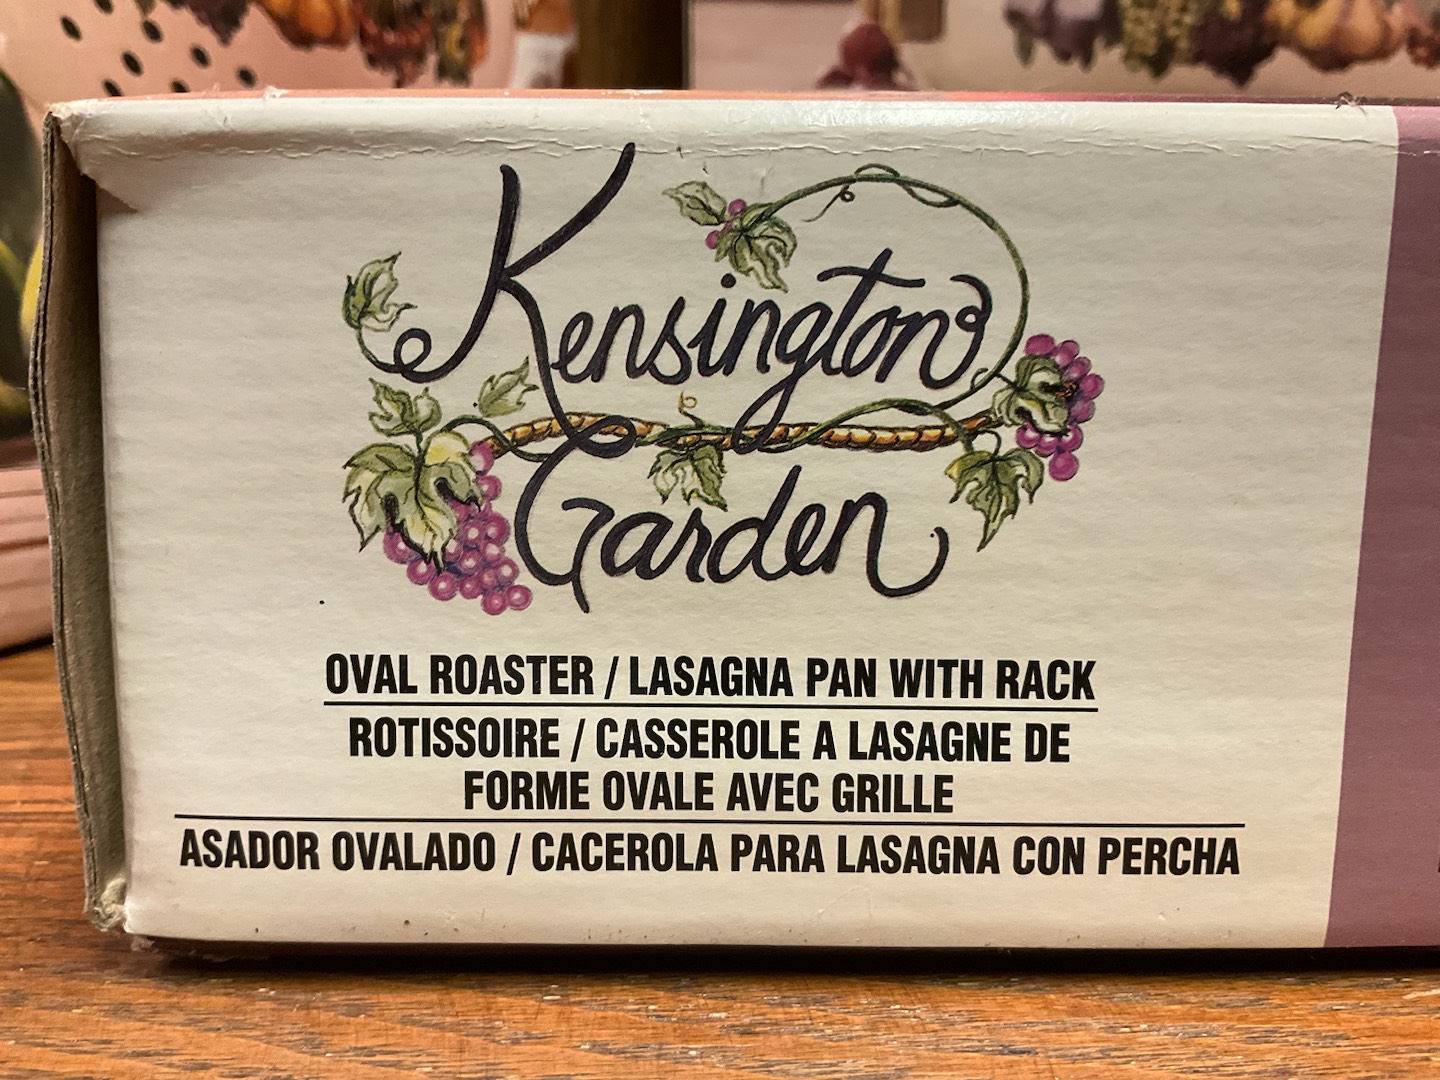 Kensington
Garden
OVAL ROASTER / LASAGNA PAN WITH RACK
ROTISSOIRE / CASSEROLE A LASAGNE DE
FORME OVALE AVEC GRILLE
ASADOR OVALADO / CACEROLA PARA LASAGNA CON PERCHA